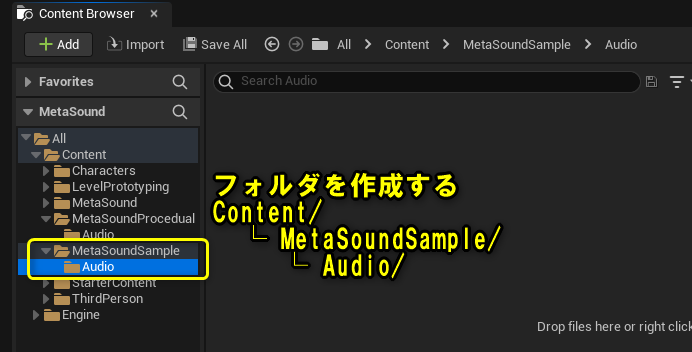 Content Browser
Add
Import
Save All
All
Content
MetaSoundSample
Audio
Favorites
Search Audio
MetaSound
All
Content
Characters
LevelPrototyping
MetaSound
MetaSoundProcedual
Audio
MetaSoundSample
Audio
StarterContent
ThirdPerson
Engine
フォルダを作成する
Content/
└ MetaSoundSample/
└ Audio/
Drop files here or right click